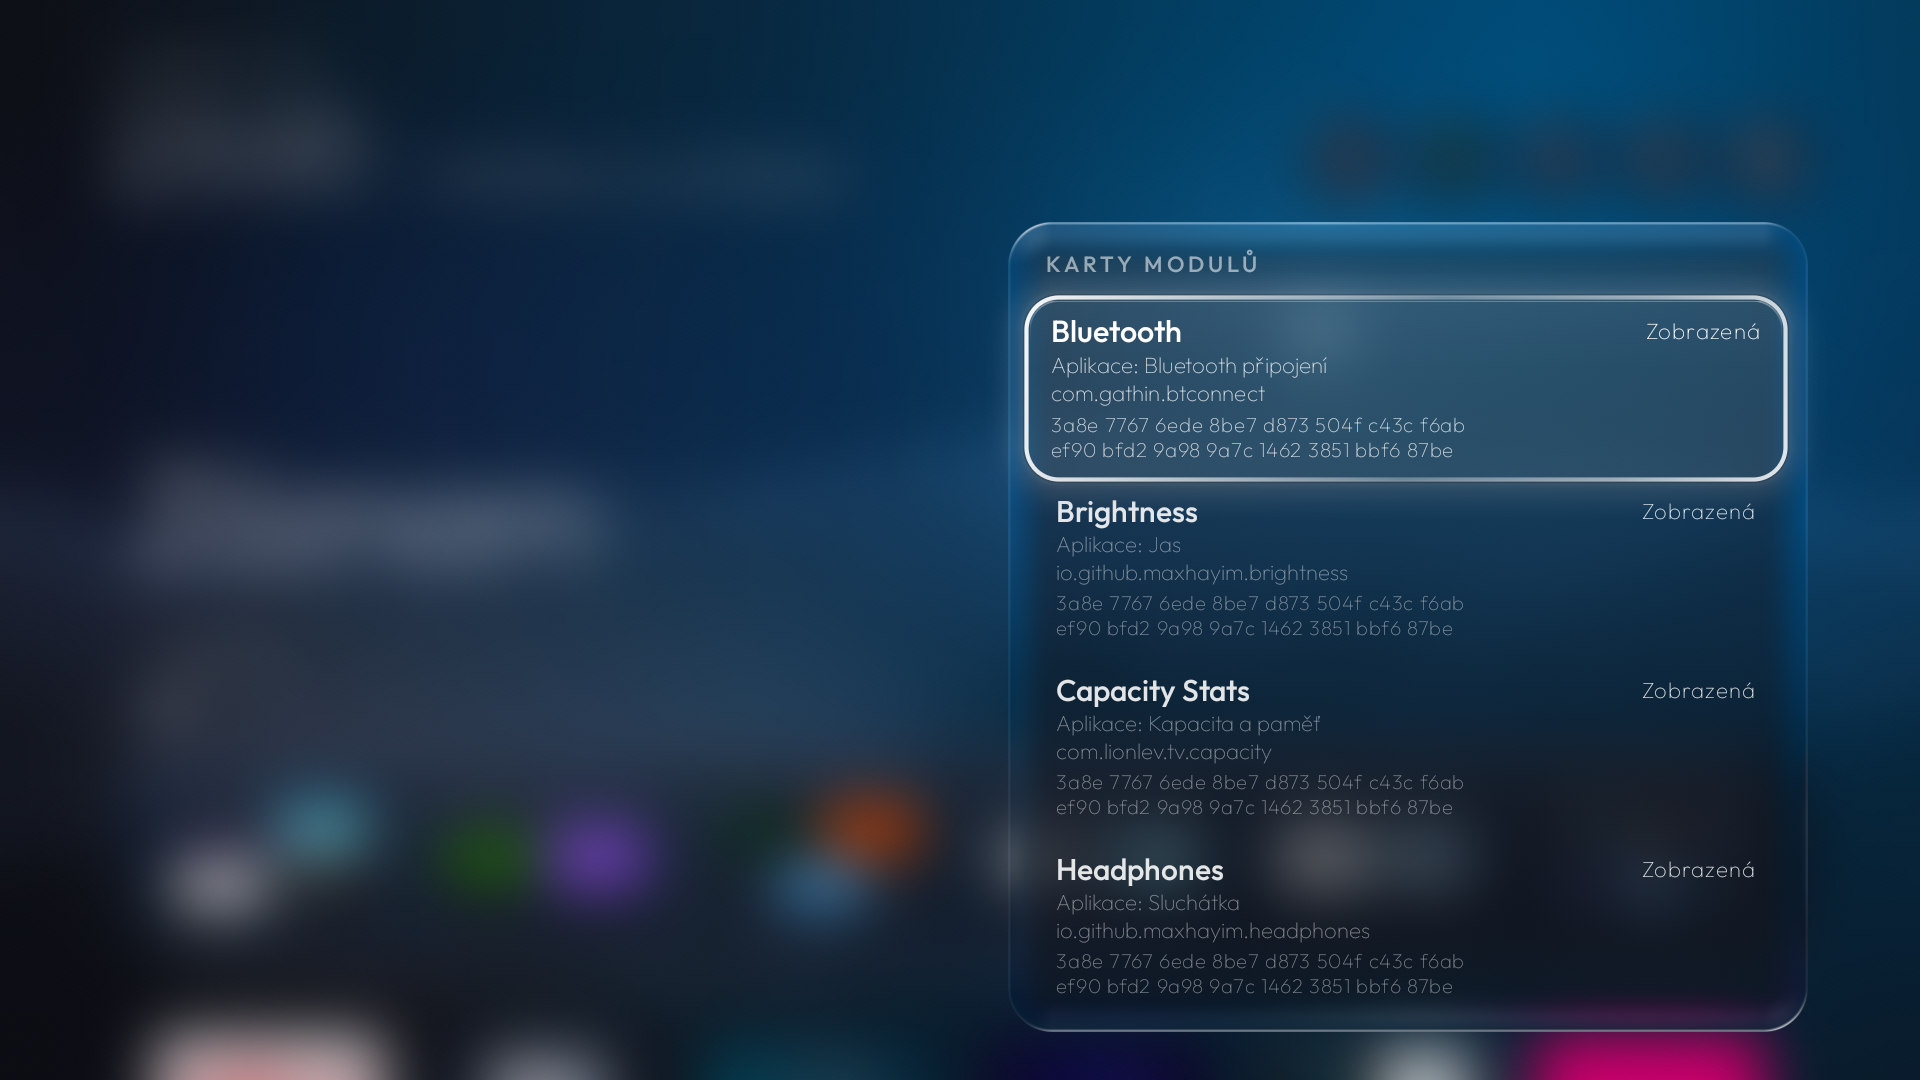 KARTY MODULŮ
Bluetooth
Zobrazená
Aplikace: Bluetooth připojení
com.gathin.btconnect
3a8e 7767 6ede 8be7 d873 504f c43c f6ab
ef90 bfd2 9a98 9a7c 1462 3851 bbf6 87be
Brightness
Zobrazená
Aplikace: Jas
io.github.maxhayim.brightness
3a8e 7767 6ede 8be7 d873 504f c43c f6ab
ef90 bfd2 9a98 9a7c 1462 3851 bbf6 87be
Capacity Stats
Zobrazená
Aplikace: Kapacita a paměť
com.lionlev.tv.capacity
3a8e 7767 6ede 8be7 d873 504f c43c f6ab
ef90 bfd2 9a98 9a7c 1462 3851 bbf6 87be
Headphones
Zobrazená
Aplikace: Sluchátka
io.github.maxhayim.headphones
3a8e 7767 6ede 8be7 d873 504f c43c f6ab
ef90 bfd2 9a98 9a7c 1462 3851 bbf6 87be